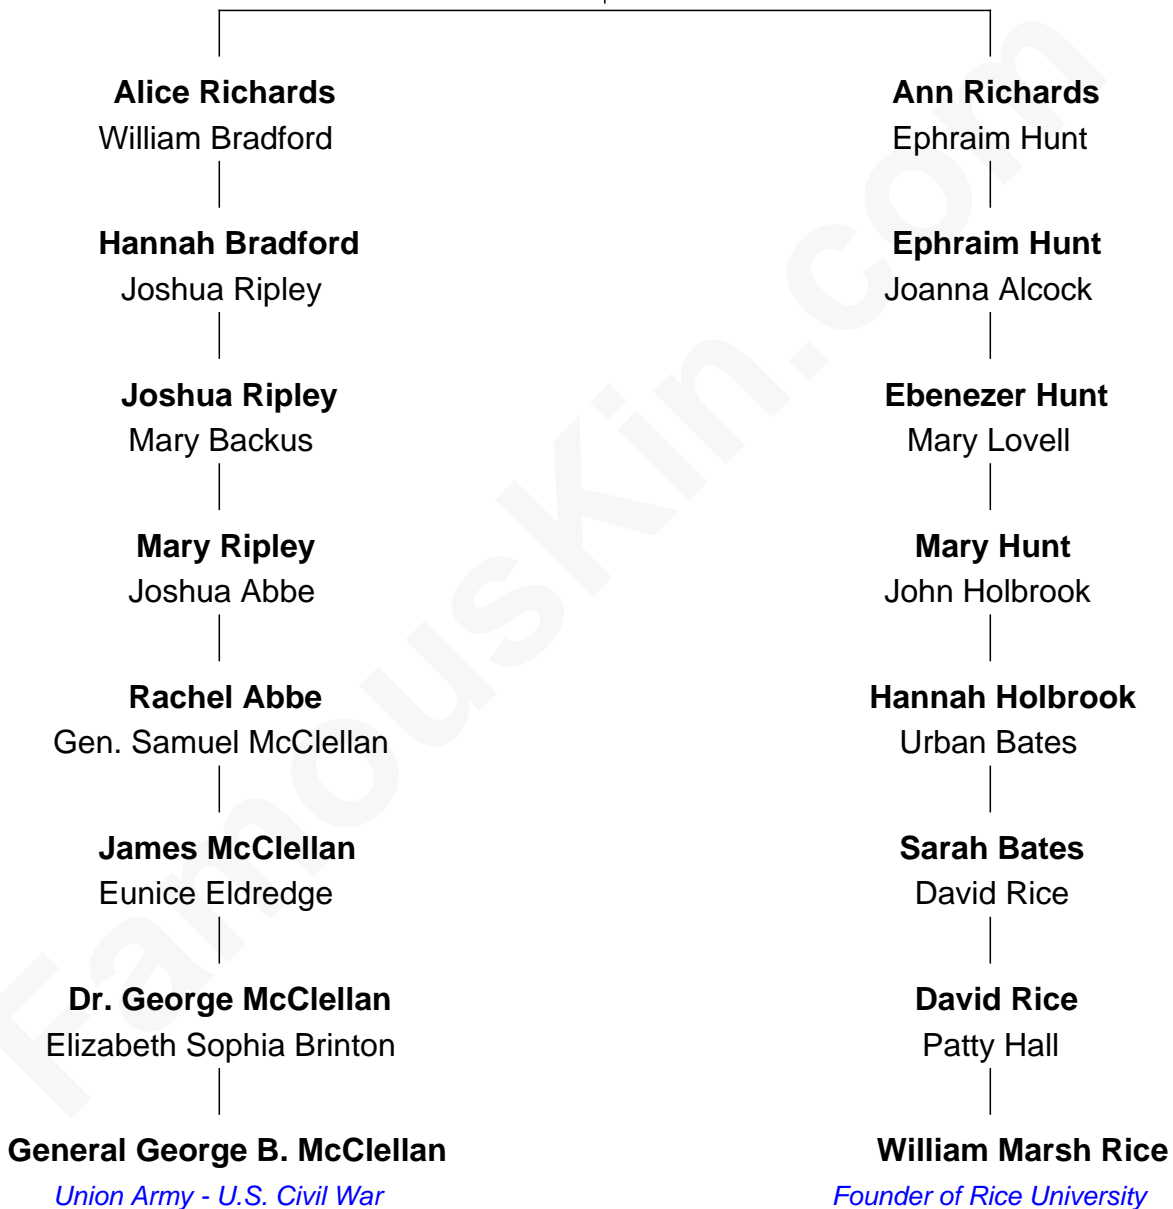 Alice Richards
William Bradford
Hannah Bradford
Joshua Ripley
Joshua Ripley
Mary Backus
Mary Ripley
Joshua Abbe
Rachel Abbe
Gen. Samuel McClellan
James McClellan
Eunice Eldredge
Dr. George McClellan
Elizabeth Sophia Brinton
General George B. McClellan
Union Army - U.S. Civil War
Ann Richards
Ephraim Hunt
Ephraim Hunt
Joanna Alcock
Ebenezer Hunt
Mary Lovell
Mary Hunt
John Holbrook
Hannah Holbrook
Urban Bates
Sarah Bates
David Rice
David Rice
Patty Hall
William Marsh Rice
Founder of Rice University
FamousKin.com